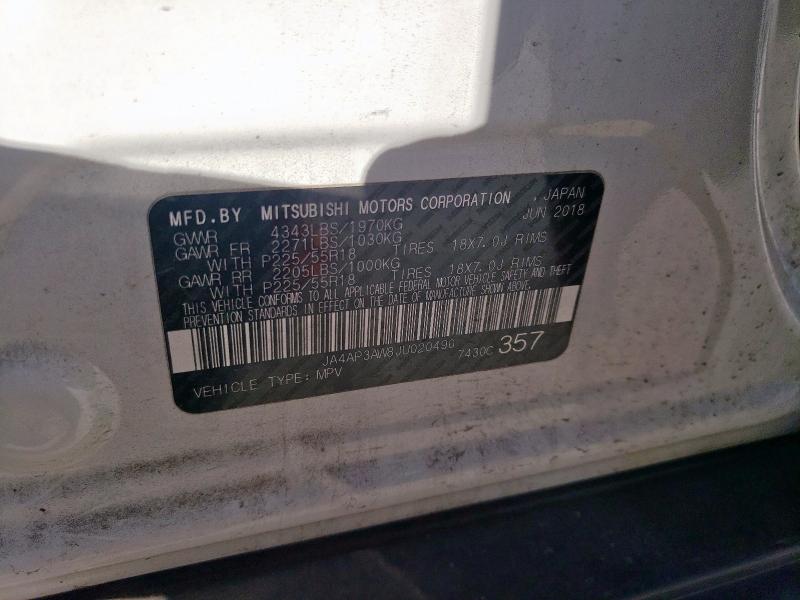 MFD.BY MITSUBISHI MOTORS CORPORATION , JAPAN
JUN 2018
GVWR 4343LBS/1970KG
GAWR FR 2271LBS/1030KG
WITH P225/55R18 TIRES 18X7.0J RIMS
GAWR RR 2205LBS/1000KG
WITH P225/55R18 TIRES 18X7.0J RIMS
THIS VEHICLE CONFORMS TO ALL APPLICABLE FEDERAL MOTOR VEHICLE SAFETY AND THEFT
PREVENTION STANDARDS IN EFFECT ON THE DATE OF MANUFACTURE SHOWN ABOVE.
JA4AP3AW8JU020490
7430C 357
VEHICLE TYPE: MPV